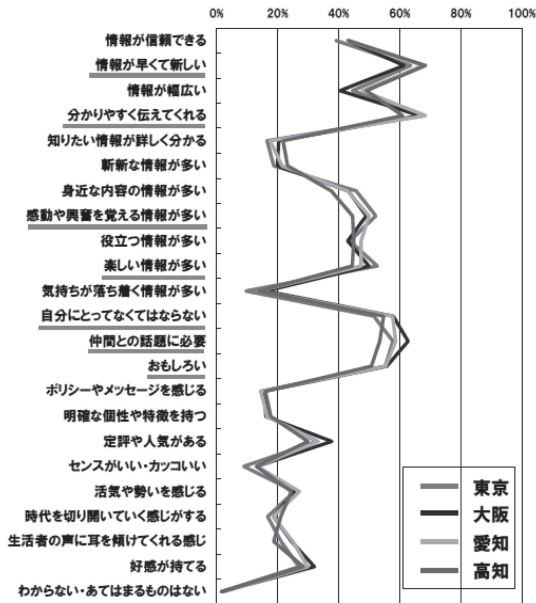 0% 20% 40% 60% 80% 100%
情報が信頼できる
情報が早くて新しい
情報が幅広い
分かりやすく伝えてくれる
知りたい情報が詳しく分かる
斬新な情報が多い
身近な内容の情報が多い
感動や興奮を覚える情報が多い
役立つ情報が多い
楽しい情報が多い
気持ちが落ち着く情報が多い
自分にとってなくてはならない
仲間との話題に必要
おもしろい
ポリシーやメッセージを感じる
明確な個性や特徴を持つ
定評や人気がある
センスがいい・カッコいい
活気や勢いを感じる
時代を切り開いていく感じがする
生活者の声に耳を傾けてくれる感じ
好感が持てる
わからない・あてはまるものはない
東京
大阪
愛知
高知